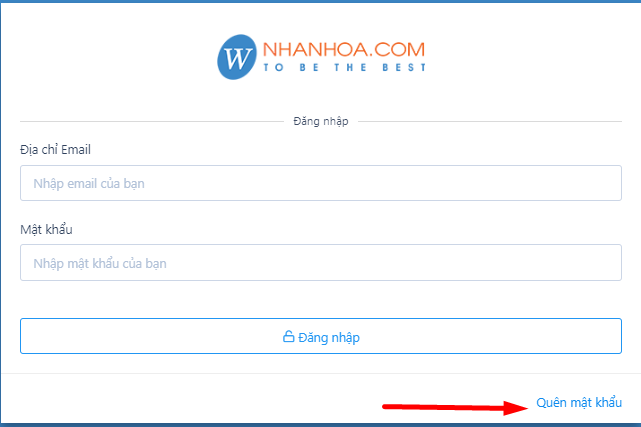 W NHANHOA.COM
TO BE THE BEST
Đăng nhập
Địa chỉ Email
Nhập email của bạn
Mật khẩu
Nhập mật khẩu của bạn
Đăng nhập
Quên mật khẩu